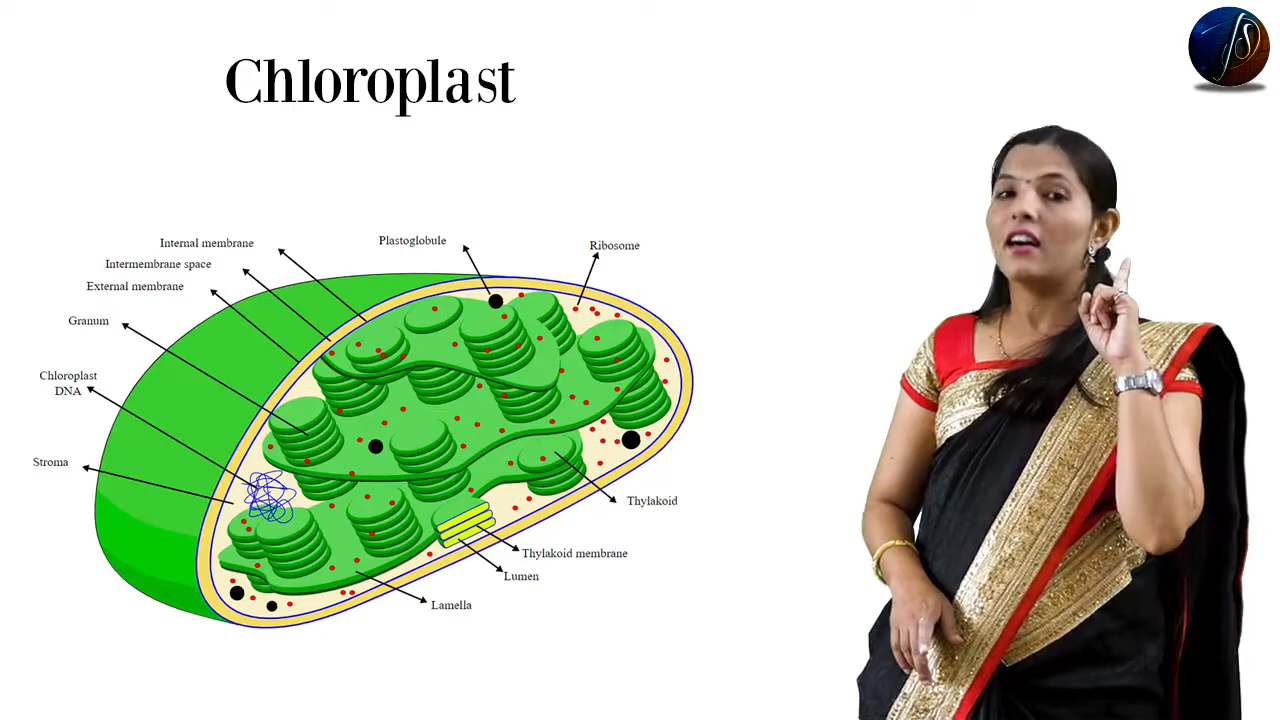 Chloroplast
Internal membrane
Plastoglobule
Ribosome
Intermembrane space
External membrane
Granum
Chloroplast
DNA
Stroma
Thylakoid
Thylakoid membrane
Lumen
Lamella